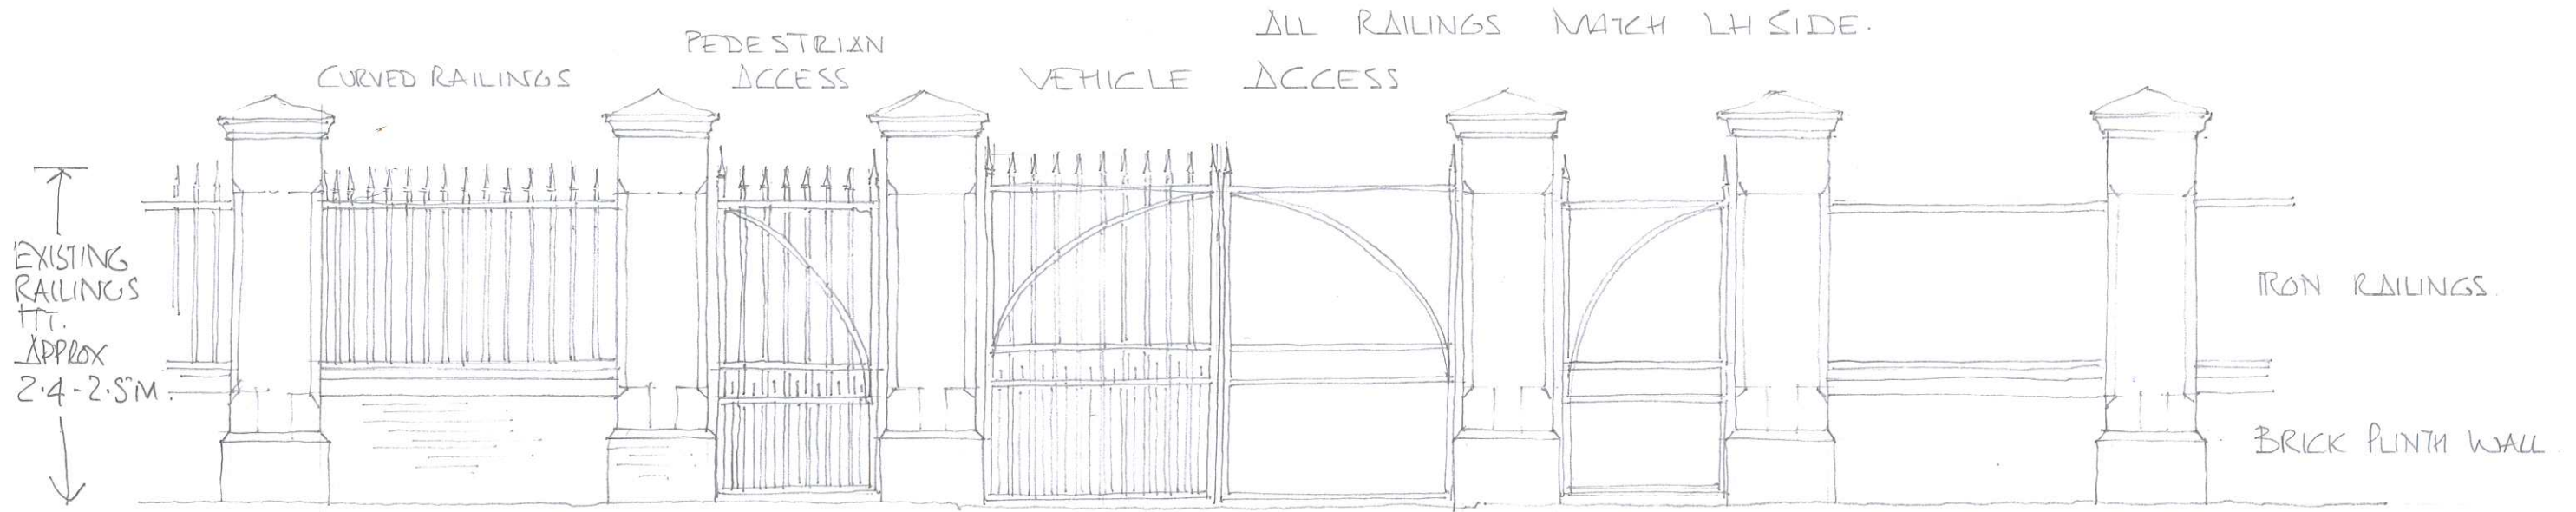 ALL RAILINGS MATCH LH SIDE.
PEDESTRIAN
ACCESS
CURVED RAILINGS
VEHICLE ACCESS
EXISTING
RAILINGS
HT.
APPROX
2.4-2.5M.
IRON RAILINGS.
BRICK PLINTH WALL